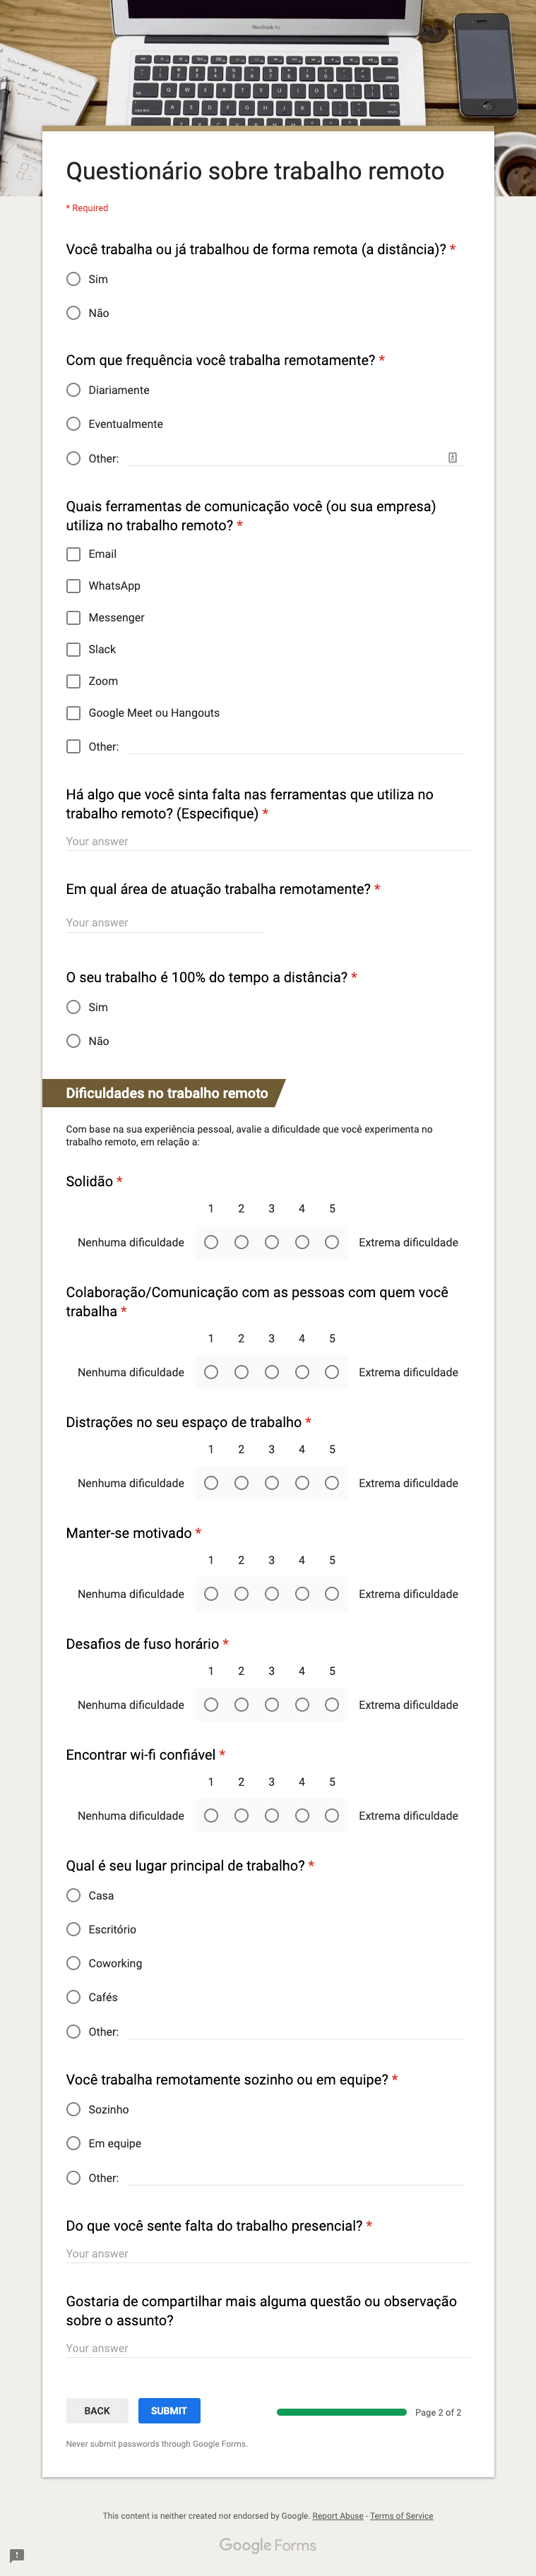 MacBook Air
Questionário sobre trabalho remoto
* Required
Você trabalha ou já trabalhou de forma remota (a distância)? *
Sim
Não
Com que frequência você trabalha remotamente? *
Diariamente
Eventualmente
Other:
Quais ferramentas de comunicação você (ou sua empresa)
utiliza no trabalho remoto? *
Email
WhatsApp
Messenger
Slack
Zoom
Google Meet ou Hangouts
Other:
Há algo que você sinta falta nas ferramentas que utiliza no
trabalho remoto? (Especifique) *
Your answer
Em qual área de atuação trabalha remotamente? *
Your answer
O seu trabalho é 100% do tempo a distância? *
Sim
Não
Dificuldades no trabalho remoto
Com base na sua experiência pessoal, avalie a dificuldade que você experimenta no
trabalho remoto, em relação a:
Solidão *
1 2 3 4 5
Nenhuma dificuldade Extrema dificuldade
Colaboração/Comunicação com as pessoas com quem você
trabalha *
1 2 3 4 5
Nenhuma dificuldade Extrema dificuldade
Distrações no seu espaço de trabalho *
1 2 3 4 5
Nenhuma dificuldade Extrema dificuldade
Manter-se motivado *
1 2 3 4 5
Nenhuma dificuldade Extrema dificuldade
Desafios de fuso horário *
1 2 3 4 5
Nenhuma dificuldade Extrema dificuldade
Encontrar wi-fi confiável *
1 2 3 4 5
Nenhuma dificuldade Extrema dificuldade
Qual é seu lugar principal de trabalho? *
Casa
Escritório
Coworking
Cafés
Other:
Você trabalha remotamente sozinho ou em equipe? *
Sozinho
Em equipe
Other:
Do que você sente falta do trabalho presencial? *
Your answer
Gostaria de compartilhar mais alguma questão ou observação
sobre o assunto?
Your answer
BACK SUBMIT Page 2 of 2
Never submit passwords through Google Forms.
This content is neither created nor endorsed by Google. Report Abuse - Terms of Service
Google Forms